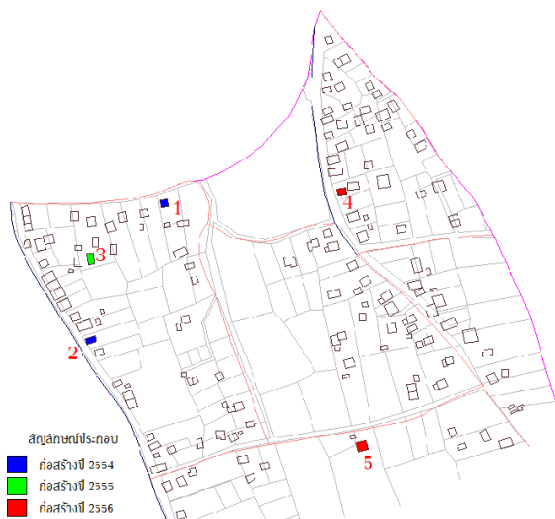 1
4
3
2
5
สัญลักษณ์ประกอบ
ก่อสร้างปี 2554
ก่อสร้างปี 2555
ก่อสร้างปี 2556